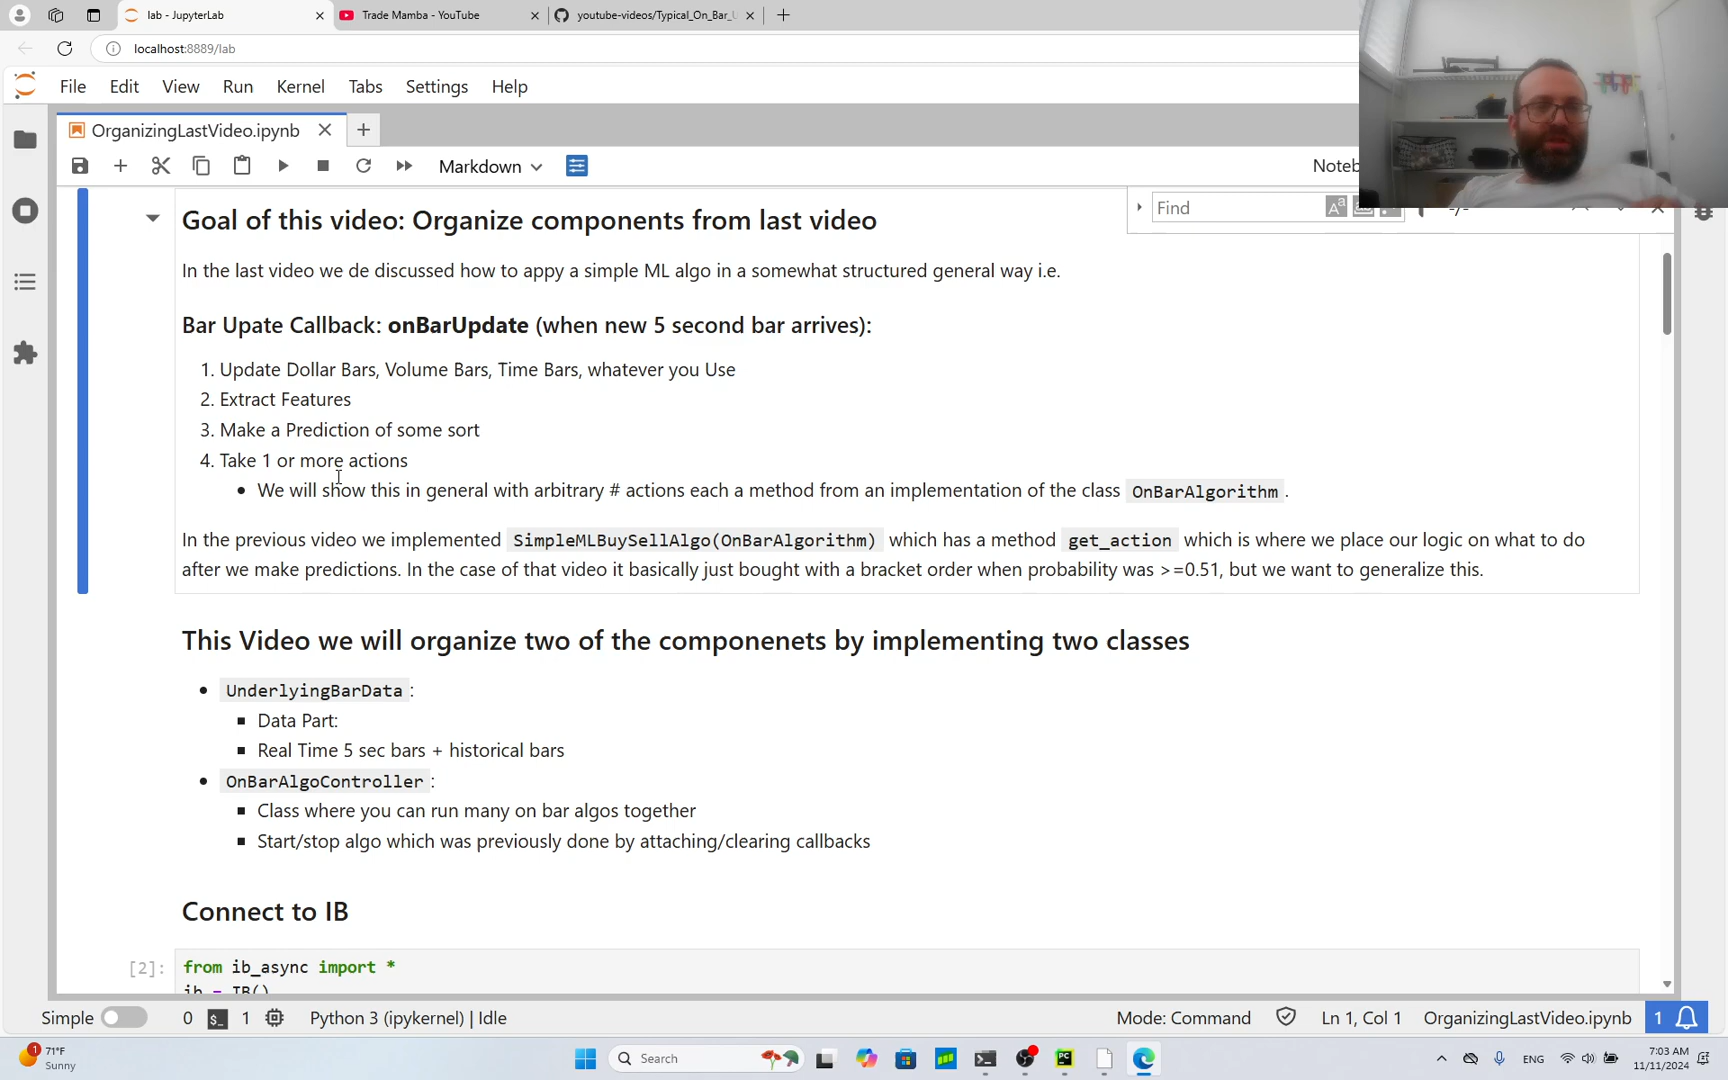 lab - JupyterLab
Trade Mamba - YouTube
youtube-videos/Typical_On_Bar_
localhost:8889/lab
File Edit View Run Kernel Tabs Settings Help
OrganizingLastVideo.ipynb
Markdown
Find
Goal of this video: Organize components from last video
In the last video we de discussed how to appy a simple ML algo in a somewhat structured general way i.e.
Bar Upate Callback: onBarUpdate (when new 5 second bar arrives):
1. Update Dollar Bars, Volume Bars, Time Bars, whatever you Use
2. Extract Features
3. Make a Prediction of some sort
4. Take 1 or more actions
We will show this in general with arbitrary # actions each a method from an implementation of the class OnBarAlgorithm.
In the previous video we implemented SimpleMLBuySellAlgo(OnBarAlgorithm) which has a method get_action which is where we place our logic on what to do
after we make predictions. In the case of that video it basically just bought with a bracket order when probability was >=0.51, but we want to generalize this.
This Video we will organize two of the componenets by implementing two classes
UnderlyingBarData:
Data Part:
Real Time 5 sec bars + historical bars
OnBarAlgoController:
Class where you can run many on bar algos together
Start/stop algo which was previously done by attaching/clearing callbacks
Connect to IB
[2]: from ib_async import *
ib = IB()
Simple 0 1 Python 3 (ipykernel) | Idle
Mode: Command Ln 1, Col 1 OrganizingLastVideo.ipynb 1
1 71°F
Sunny
Search
ENG
7:03 AM
11/11/2024